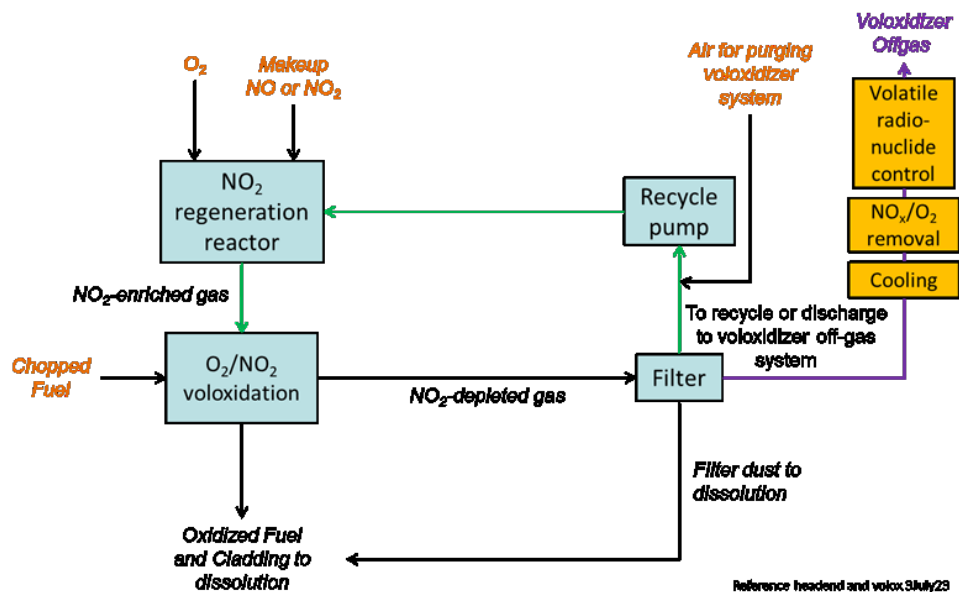 Voloxidizer
Offgas
O₂
Makeup
NO or NO₂
Air for purging
voloxidizer
system
Volatile
radio-
nuclide
control
NO₂
regeneration
reactor
Recycle
pump
NOₓ/O₂
removal
Cooling
NO₂-enriched gas
To recycle or discharge
to voloxidizer off-gas
system
Chopped
Fuel
O₂/NO₂
voloxidation
NO₂-depleted gas
Filter
Filter dust to
dissolution
Oxidized Fuel
and Cladding to
dissolution
Reference headend and volox 3July23